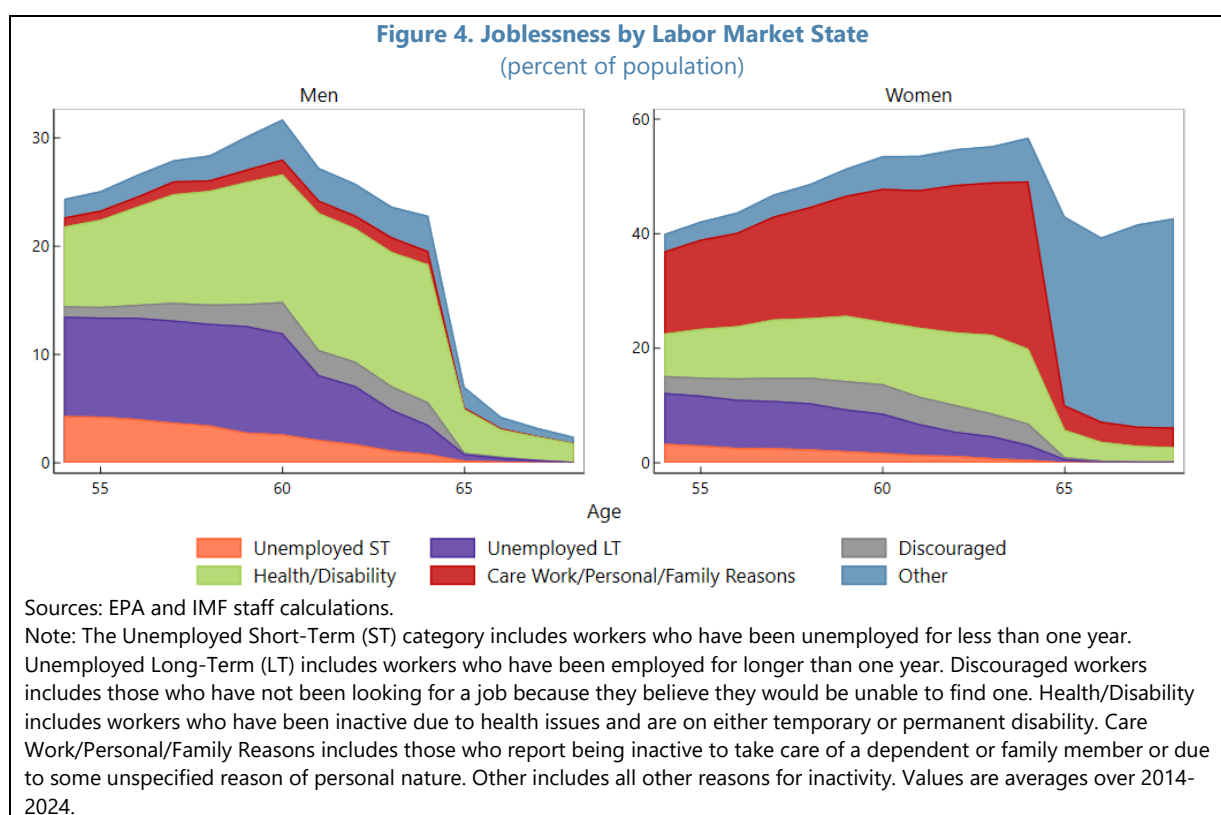 Figure 4. Joblessness by Labor Market State
(percent of population)
Men
Women
30
20
10
0
55
60
65
60
40
20
0
55
60
65
Age
Unemployed ST
Unemployed LT
Discouraged
Health/Disability
Care Work/Personal/Family Reasons
Other
Sources: EPA and IMF staff calculations.
Note: The Unemployed Short-Term (ST) category includes workers who have been unemployed for less than one year.
Unemployed Long-Term (LT) includes workers who have been employed for longer than one year. Discouraged workers
includes those who have not been looking for a job because they believe they would be unable to find one. Health/Disability
includes workers who have been inactive due to health issues and are on either temporary or permanent disability. Care
Work/Personal/Family Reasons includes those who report being inactive to take care of a dependent or family member or due
to some unspecified reason of personal nature. Other includes all other reasons for inactivity. Values are averages over 2014-
2024.